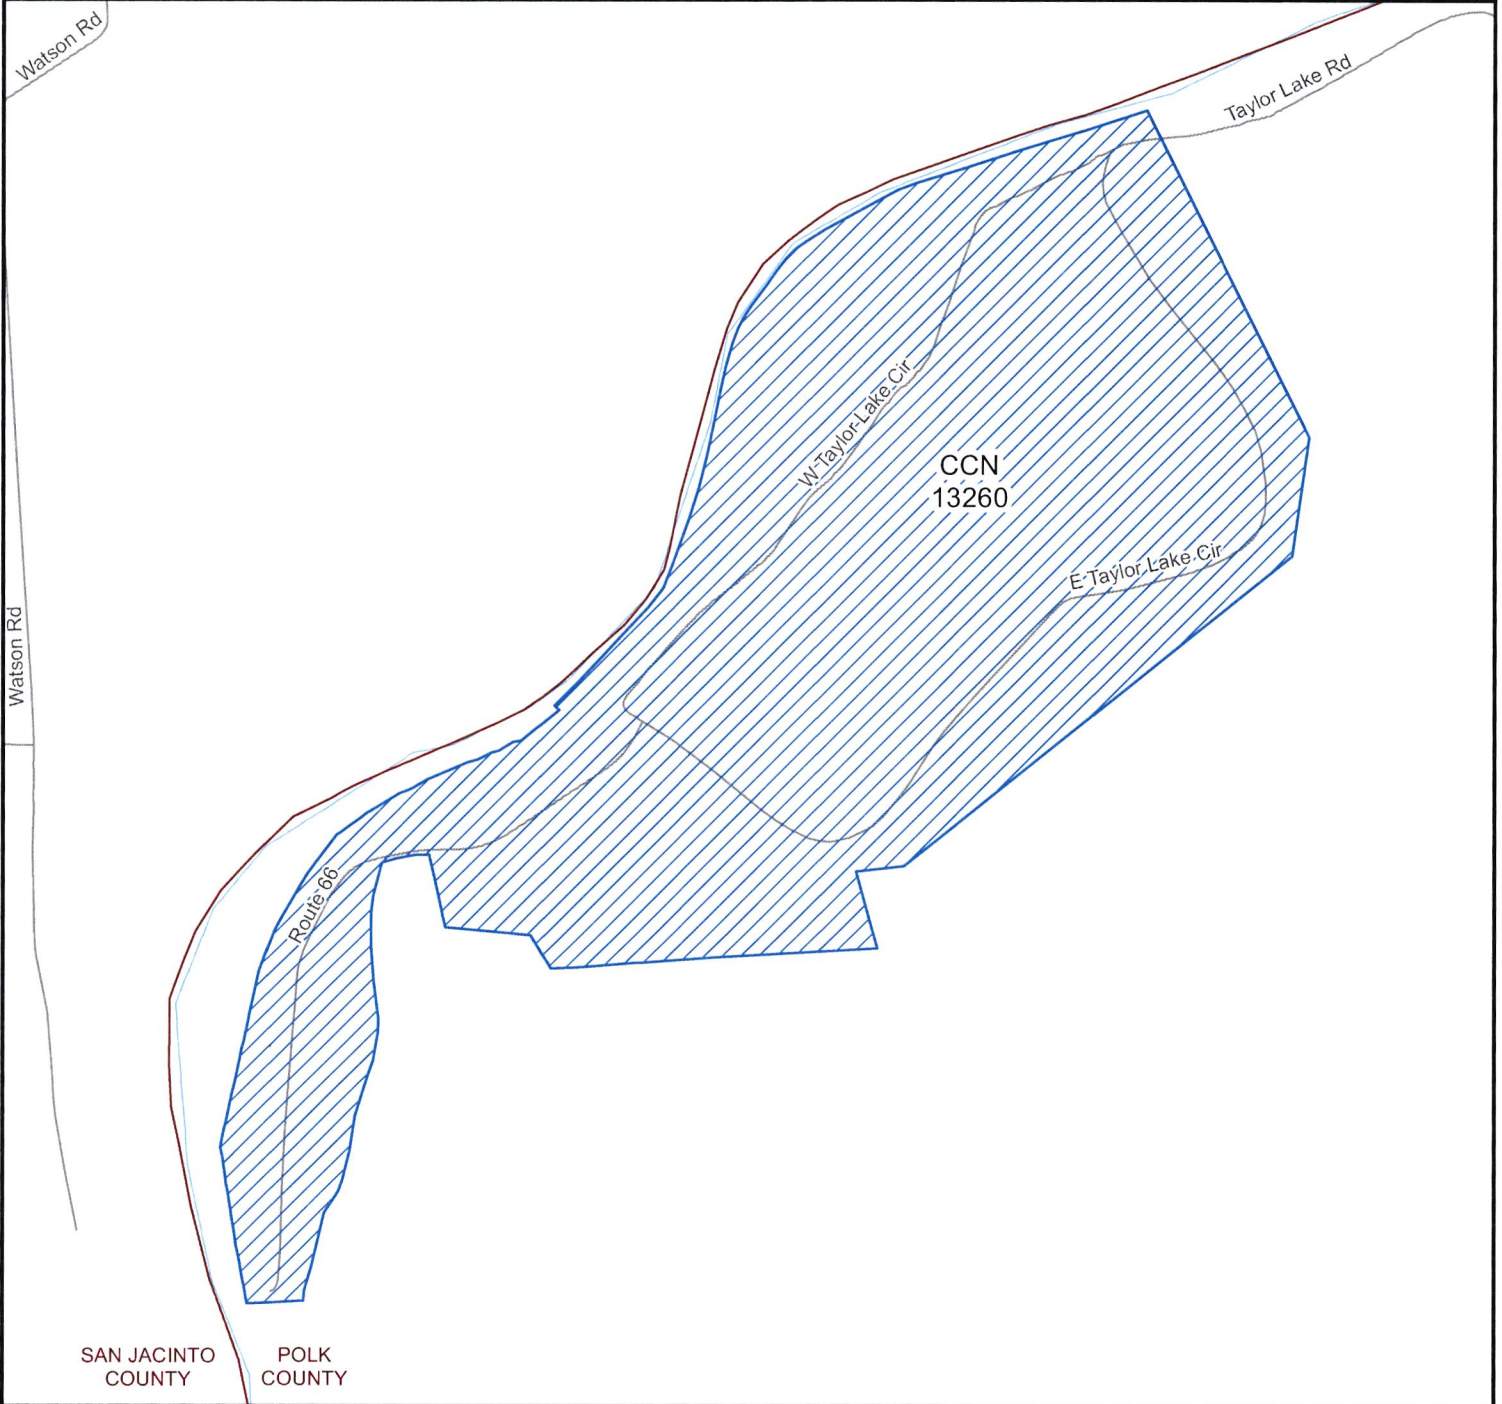 Watson Rd
Taylor Lake Rd
W Taylor Lake Cir
CCN
13260
E Taylor Lake Cir
Watson Rd
Route 66
SAN JACINTO
COUNTY
POLK
COUNTY